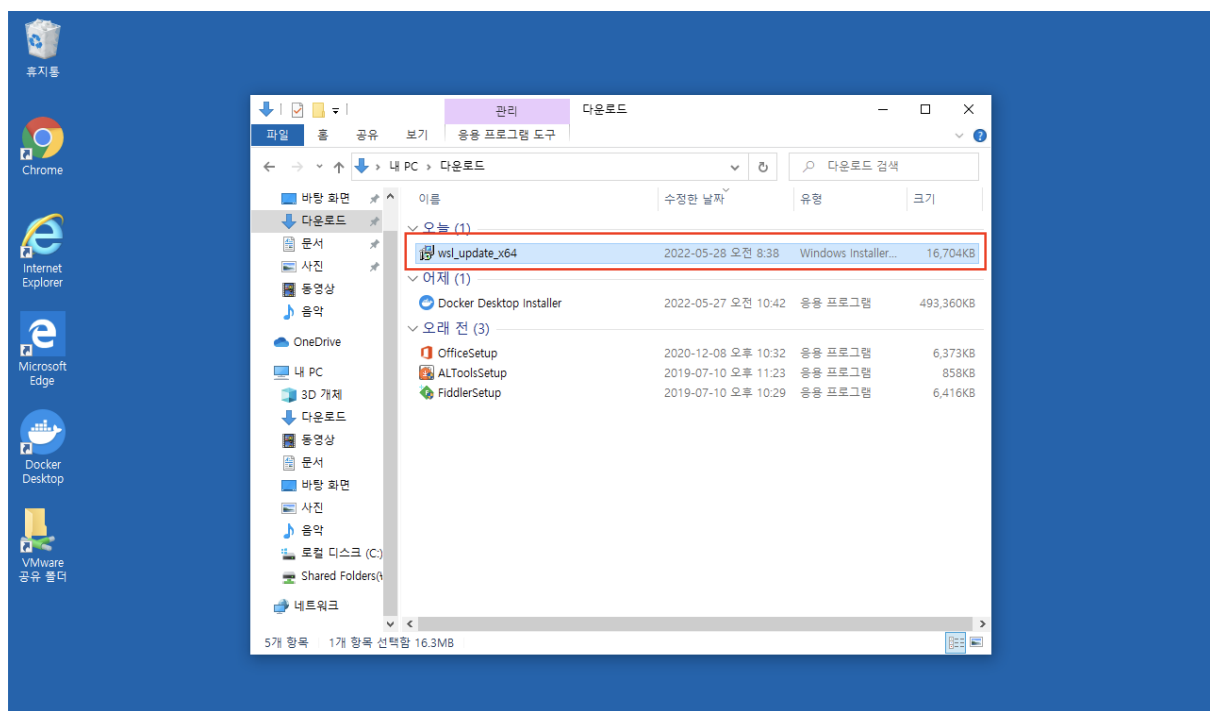 휴지통
Chrome
Internet
Explorer
Microsoft
Edge
Docker
Desktop
VMware
공유 폴더
관리
다운로드
파일
홈
공유
보기
응용 프로그램 도구
내 PC › 다운로드
다운로드 검색
바탕 화면
다운로드
문서
사진
동영상
음악
OneDrive
내 PC
3D 개체
다운로드
동영상
문서
바탕 화면
사진
음악
로컬 디스크 (C:)
Shared Folders(
네트워크
이름 수정한 날짜 유형 크기
오늘 (1)
wsl_update_x64 2022-05-28 오전 8:38 Windows Installer... 16,704KB
어제 (1)
Docker Desktop Installer 2022-05-27 오전 10:42 응용 프로그램 493,360KB
오래 전 (3)
OfficeSetup 2020-12-08 오후 10:32 응용 프로그램 6,373KB
ALToolsSetup 2019-07-10 오후 11:23 응용 프로그램 858KB
FiddlerSetup 2019-07-10 오후 10:29 응용 프로그램 6,416KB
5개 항목 1개 항목 선택함 16.3MB